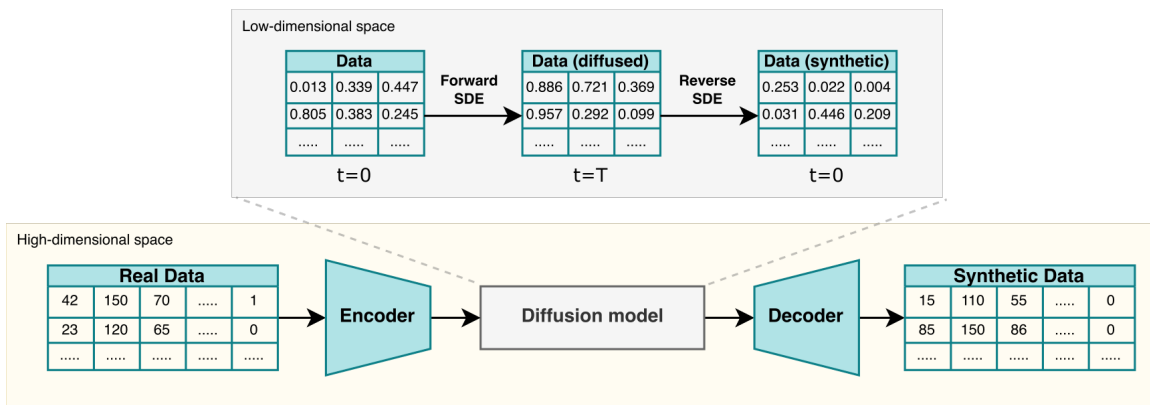 Low-dimensional space
Data
0.013 0.339 0.447
0.805 0.383 0.245
..... ..... .....
t=0
Forward
SDE
Data (diffused)
0.886 0.721 0.369
0.957 0.292 0.099
..... ..... .....
t=T
Reverse
SDE
Data (synthetic)
0.253 0.022 0.004
0.031 0.446 0.209
..... ..... .....
t=0
High-dimensional space
Real Data
42 150 70 ..... 1
23 120 65 ..... 0
..... ..... ..... ..... .....
Encoder
Diffusion model
Decoder
Synthetic Data
15 110 55 ..... 0
85 150 86 ..... 0
..... ..... ..... ..... .....